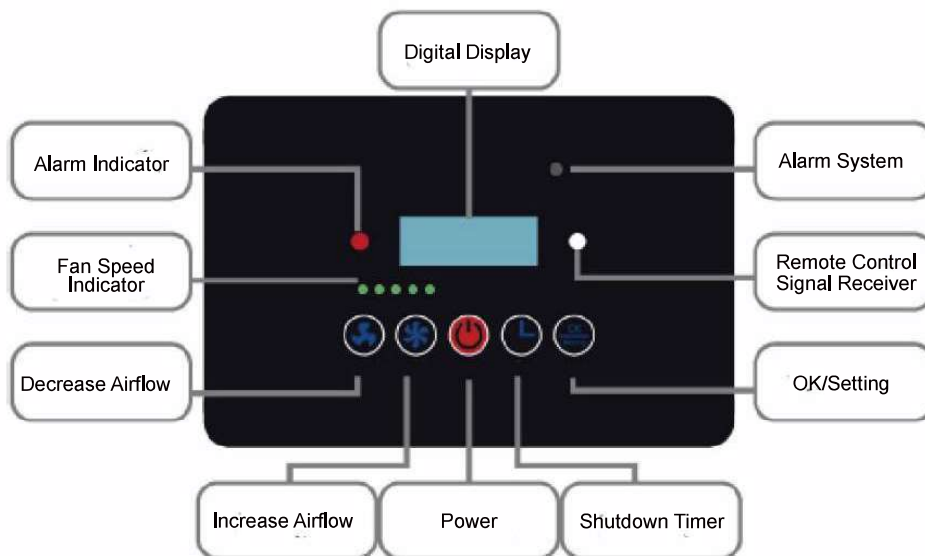 Digital Display
Alarm Indicator
Alarm System
Fan Speed
Indicator
Remote Control
Signal Receiver
Decrease Airflow
OK/Setting
Increase Airflow
Power
Shutdown Timer